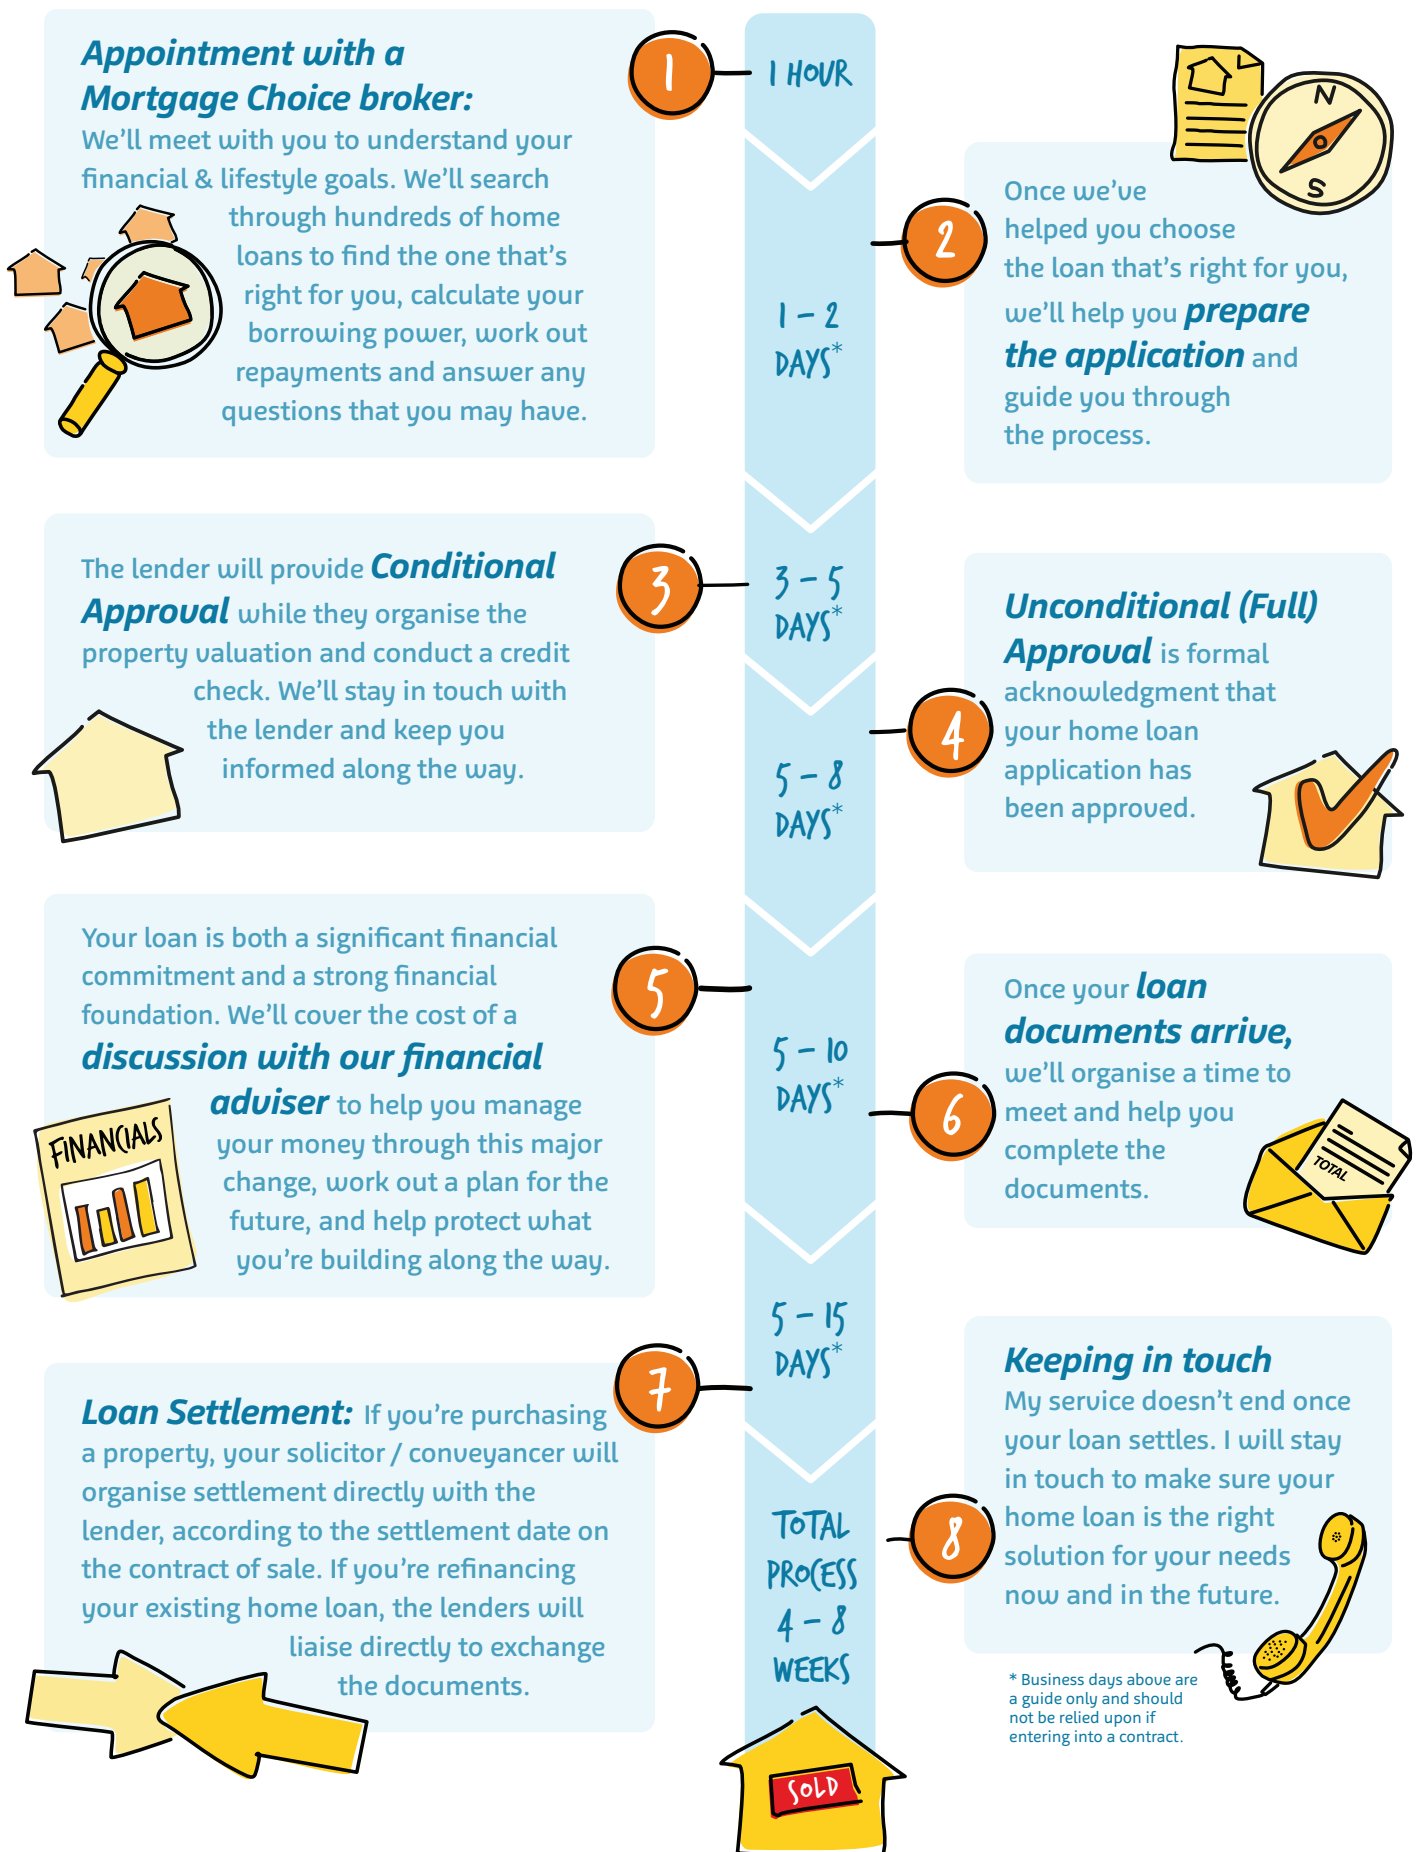 Appointment with a
Mortgage Choice broker:
We'll meet with you to understand your
financial & lifestyle goals. We'll search
through hundreds of home
loans to find the one that's
right for you, calculate your
borrowing power, work out
repayments and answer any
questions that you may have.
1
1 HOUR
N
S
2
Once we've
helped you choose
the loan that's right for you,
we'll help you prepare
the application and
guide you through
the process.
1 – 2
DAYS*
The lender will provide Conditional
Approval while they organise the
property valuation and conduct a credit
check. We'll stay in touch with
the lender and keep you
informed along the way.
3
3 – 5
DAYS*
4
Unconditional (Full)
Approval is formal
acknowledgment that
your home loan
application has
been approved.
5 – 8
DAYS*
Your loan is both a significant financial
commitment and a strong financial
foundation. We'll cover the cost of a
discussion with our financial
adviser to help you manage
your money through this major
change, work out a plan for the
future, and help protect what
you're building along the way.
FINANCIALS
5
5 – 10
DAYS*
6
Once your loan
documents arrive,
we'll organise a time to
meet and help you
complete the
documents.
TOTAL
5 – 15
DAYS*
7
Loan Settlement: If you're purchasing
a property, your solicitor / conveyancer will
organise settlement directly with the
lender, according to the settlement date on
the contract of sale. If you're refinancing
your existing home loan, the lenders will
liaise directly to exchange
the documents.
TOTAL
PROCESS
4 – 8
WEEKS
8
Keeping in touch
My service doesn't end once
your loan settles. I will stay
in touch to make sure your
home loan is the right
solution for your needs
now and in the future.
* Business days above are
a guide only and should
not be relied upon if
entering into a contract.
SOLD